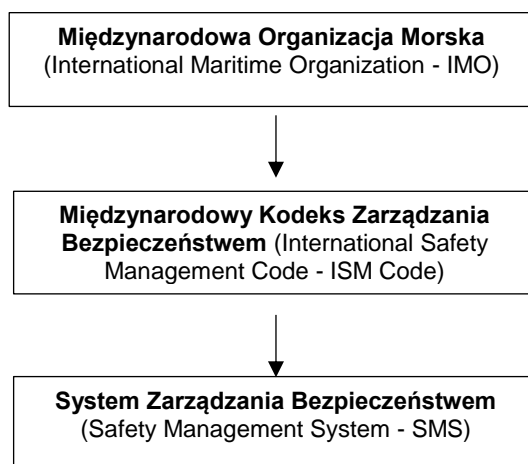 Międzynarodowa Organizacja Morska
(International Maritime Organization - IMO)
Międzynarodowy Kodeks Zarządzania
Bezpieczeństwem (International Safety
Management Code - ISM Code)
System Zarządzania Bezpieczeństwem
(Safety Management System - SMS)